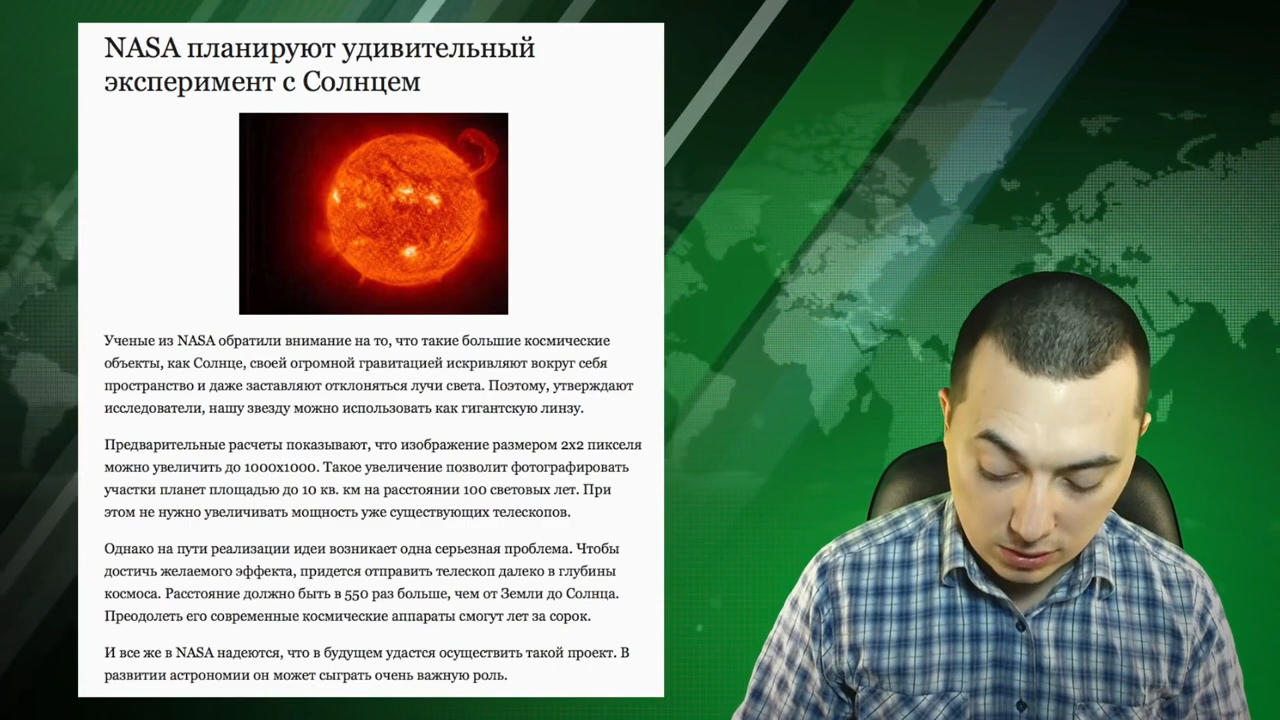 NASA планируют удивительный
эксперимент с Солнцем
Ученые из NASA обратили внимание на то, что такие большие космические
объекты, как Солнце, своей огромной гравитацией искривляют вокруг себя
пространство и даже заставляют отклоняться лучи света. Поэтому, утверждают
исследователи, нашу звезду можно использовать как гигантскую линзу.
Предварительные расчеты показывают, что изображение размером 2х2 пикселя
можно увеличить до 1000х1000. Такое увеличение позволит фотографировать
участки планет площадью до 10 кв. км на расстоянии 100 световых лет. При
этом не нужно увеличивать мощность уже существующих телескопов.
Однако на пути реализации идеи возникает одна серьезная проблема. Чтобы
достичь желаемого эффекта, придется отправить телескоп далеко в глубины
космоса. Расстояние должно быть в 550 раз больше, чем от Земли до Солнца.
Преодолеть его современные космические аппараты смогут лет за сорок.
И все же в NASA надеются, что в будущем удастся осуществить такой проект. В
развитии астрономии он может сыграть очень важную роль.